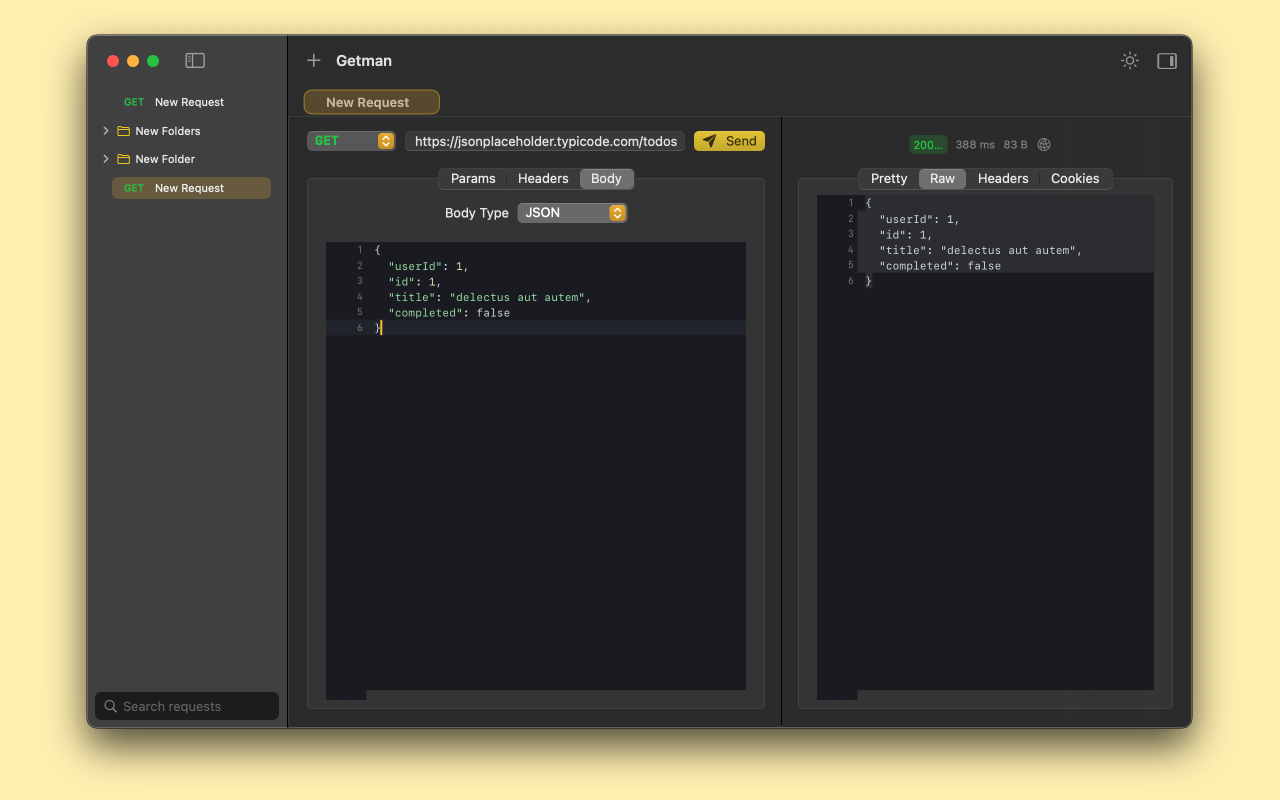 Getman
GET New Request
New Folders
New Folder
GET New Request
Search requests
New Request
GET https://jsonplaceholder.typicode.com/todos Send
Params Headers Body
Body Type JSON
1 {
2 "userId": 1,
3 "id": 1,
4 "title": "delectus aut autem",
5 "completed": false
6 }
200... 388 ms 83 B
Pretty Raw Headers Cookies
1 {
2 "userId": 1,
3 "id": 1,
4 "title": "delectus aut autem",
5 "completed": false
6 }